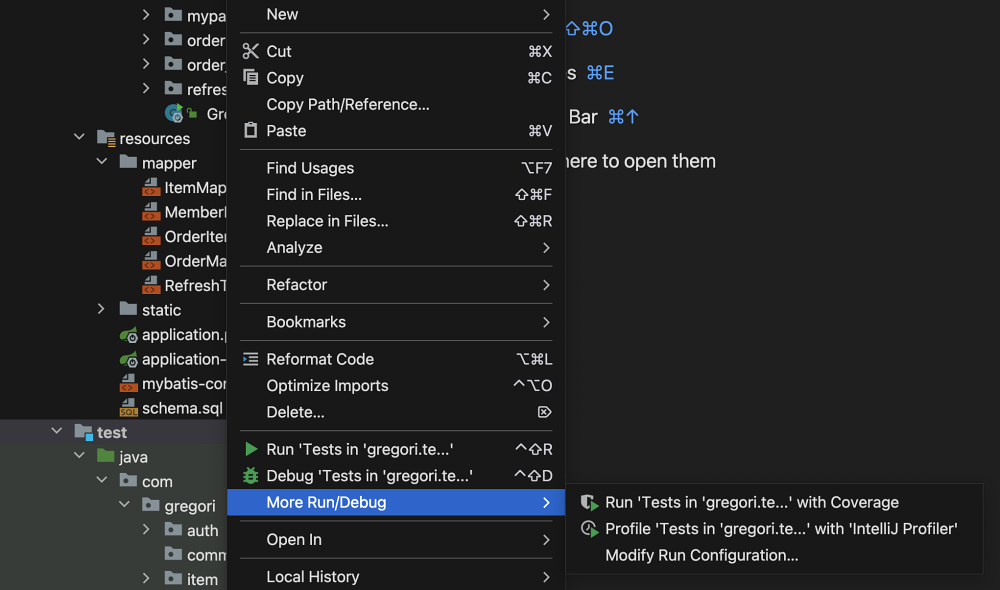 New
mypa
order
order
refres
Gre
resources
mapper
ItemMap
Member
OrderIter
OrderMa
RefreshT
static
application.p
application-
mybatis-cor
schema.sql
test
java
com
gregori
auth
comm
item
Cut ⌘X
Copy ⌘C
Copy Path/Reference...
Paste ⌘V
Find Usages ⌥F7
Find in Files... ⇧⌘F
Replace in Files... ⇧⌘R
Analyze
Refactor
Bookmarks
Reformat Code ⌥⌘L
Optimize Imports ^⌥O
Delete... ⌦
Run 'Tests in 'gregori.te...' ^⇧R
Debug 'Tests in 'gregori.te...' ^⇧D
More Run/Debug
Open In
Local History
Run 'Tests in 'gregori.te...' with Coverage
Profile 'Tests in 'gregori.te...' with 'IntelliJ Profiler'
Modify Run Configuration...
⇧⌘O
s ⌘E
Bar ⌘↑
here to open them
SQL